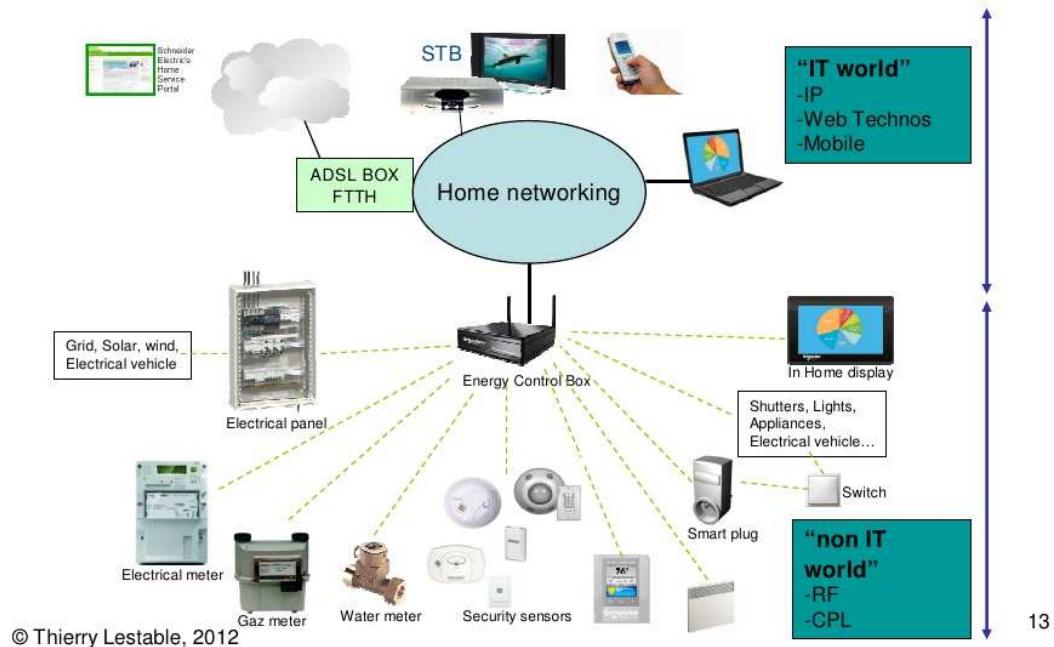 Schneider
Electric's
Home
Service
Portal
STB
"IT world"
-IP
-Web Technos
-Mobile
ADSL BOX
FTTH
Home networking
Grid, Solar, wind,
Electrical vehicle
Electrical panel
Energy Control Box
In Home display
Shutters, Lights,
Appliances,
Electrical vehicle…
Switch
Smart plug
Electrical meter
Gaz meter
Water meter
Security sensors
"non IT
world"
-RF
-CPL
© Thierry Lestable, 2012
13